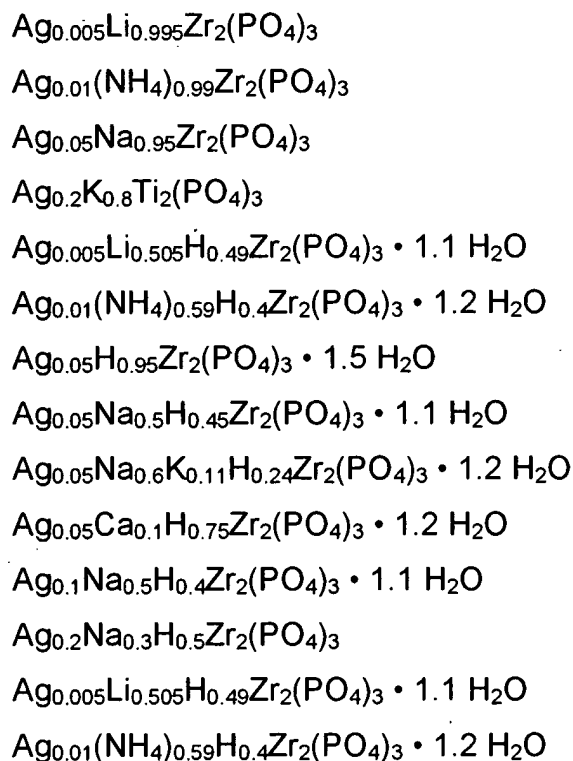 Ag0.005Li0.995Zr2(PO4)3
Ag0.01(NH4)0.99Zr2(PO4)3
Ag0.05Na0.95Zr2(PO4)3
Ag0.2K0.8Ti2(PO4)3
Ag0.005Li0.505H0.49Zr2(PO4)3 • 1.1 H2O
Ag0.01(NH4)0.59H0.4Zr2(PO4)3 • 1.2 H2O
Ag0.05H0.95Zr2(PO4)3 • 1.5 H2O
Ag0.05Na0.5H0.45Zr2(PO4)3 • 1.1 H2O
Ag0.05Na0.6K0.11H0.24Zr2(PO4)3 • 1.2 H2O
Ag0.05Ca0.1H0.75Zr2(PO4)3 • 1.2 H2O
Ag0.1Na0.5H0.4Zr2(PO4)3 • 1.1 H2O
Ag0.2Na0.3H0.5Zr2(PO4)3
Ag0.005Li0.505H0.49Zr2(PO4)3 • 1.1 H2O
Ag0.01(NH4)0.59H0.4Zr2(PO4)3 • 1.2 H2O